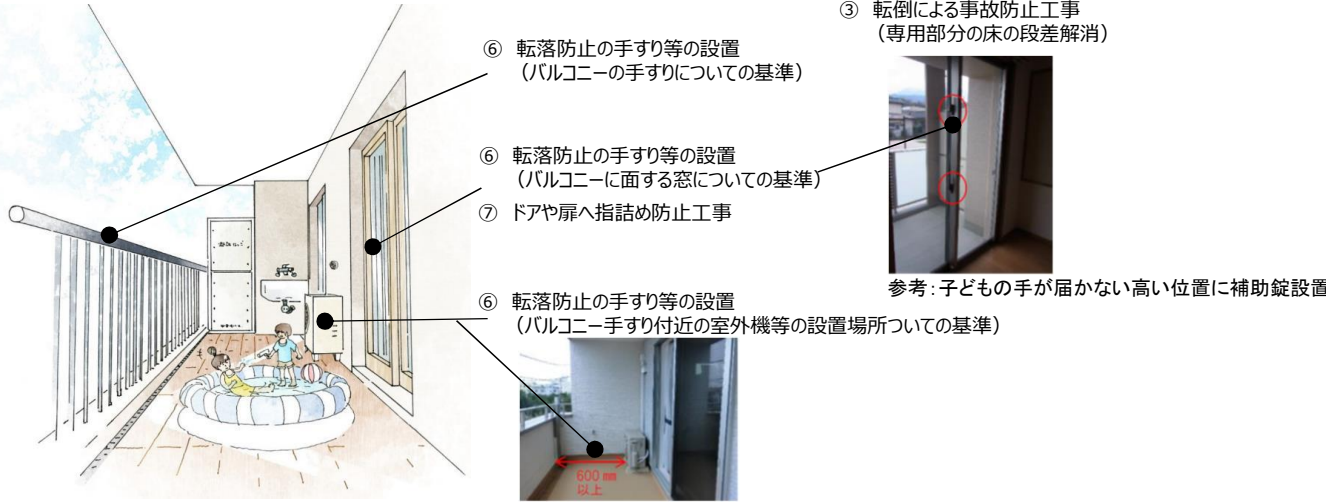 ③ 転倒による事故防止工事
（専用部分の床の段差解消）
⑥ 転落防止の手すり等の設置
（バルコニーの手すりについての基準）
⑥ 転落防止の手すり等の設置
（バルコニーに面する窓についての基準）
⑦ ドアや扉へ指詰め防止工事
参考：子どもの手が届かない高い位置に補助錠設置
⑥ 転落防止の手すり等の設置
（バルコニー手すり付近の室外機等の設置場所ついての基準）
600 mm
以上